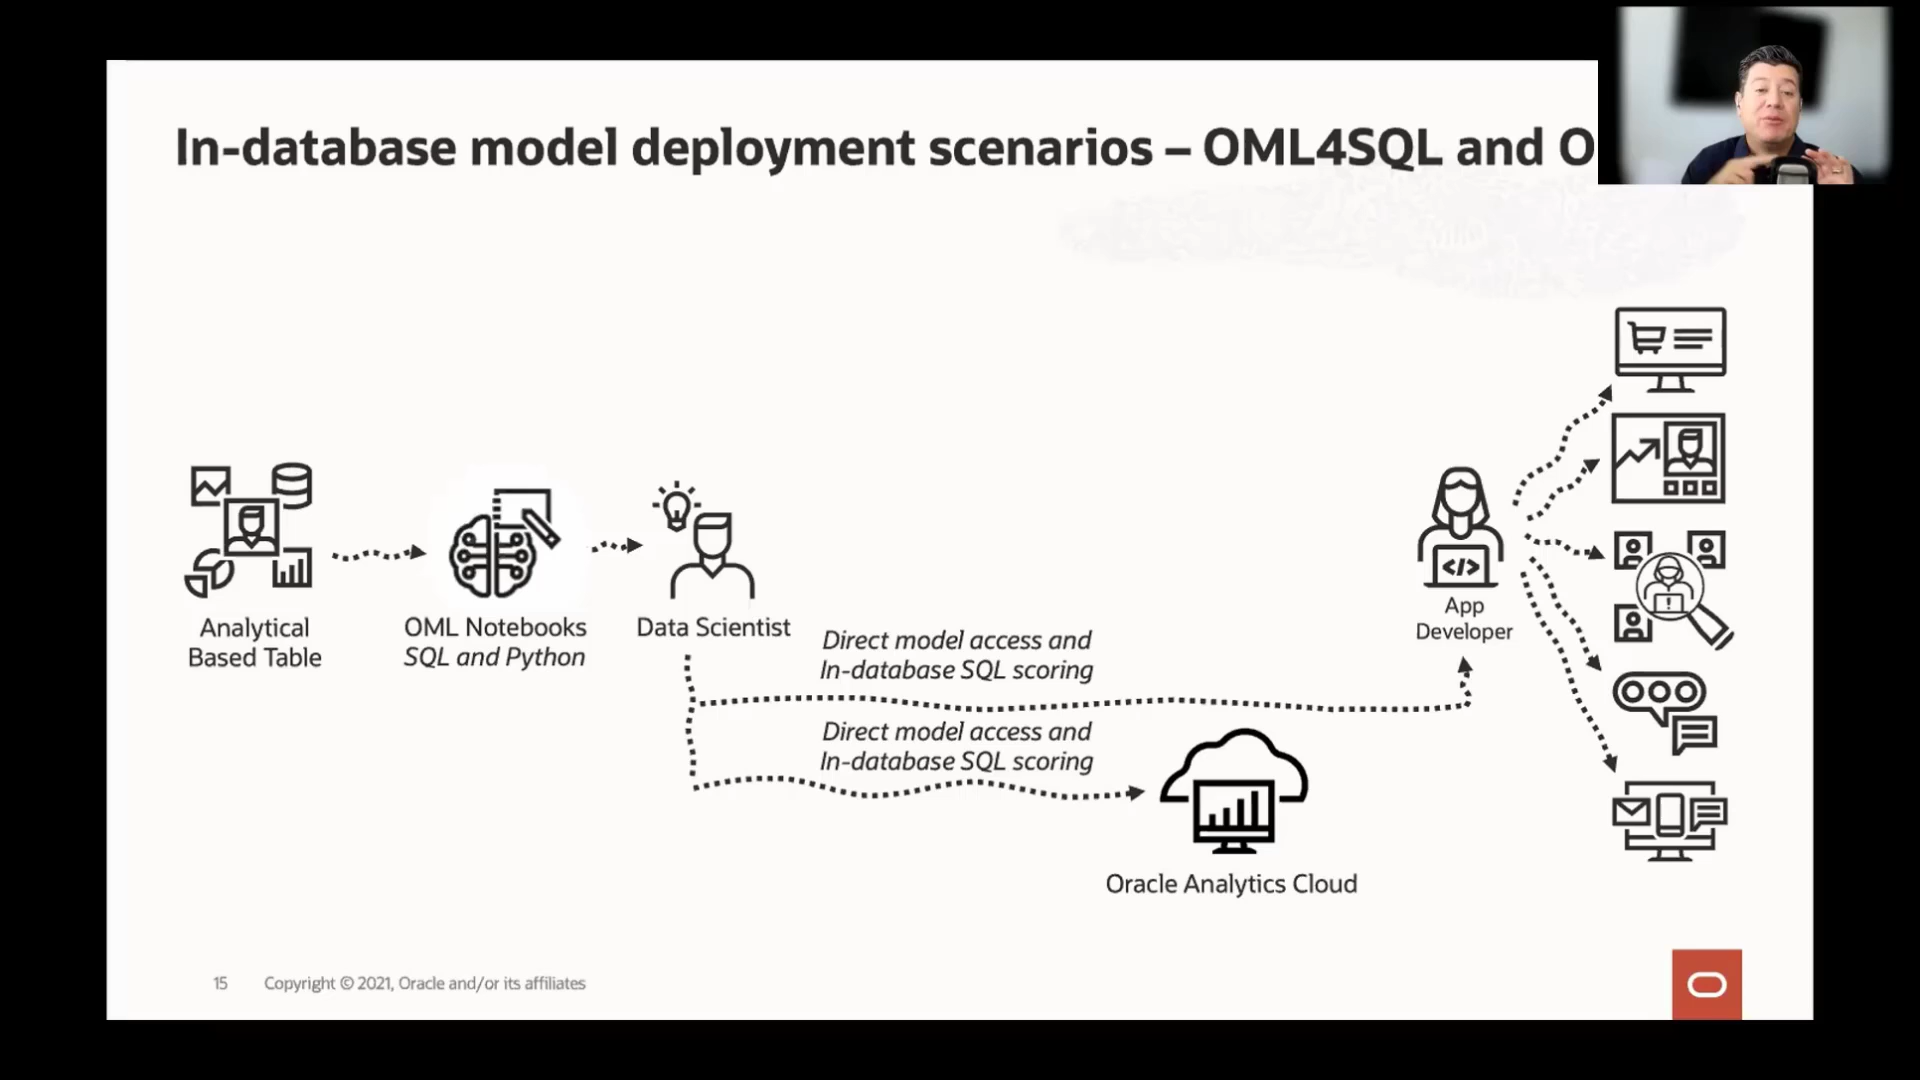 In-database model deployment scenarios – OML4SQL and O
Analytical
Based Table
OML Notebooks
SQL and Python
Data Scientist
Direct model access and
In-database SQL scoring
Direct model access and
In-database SQL scoring
Oracle Analytics Cloud
</>
App
Developer
15 Copyright © 2021, Oracle and/or its affiliates